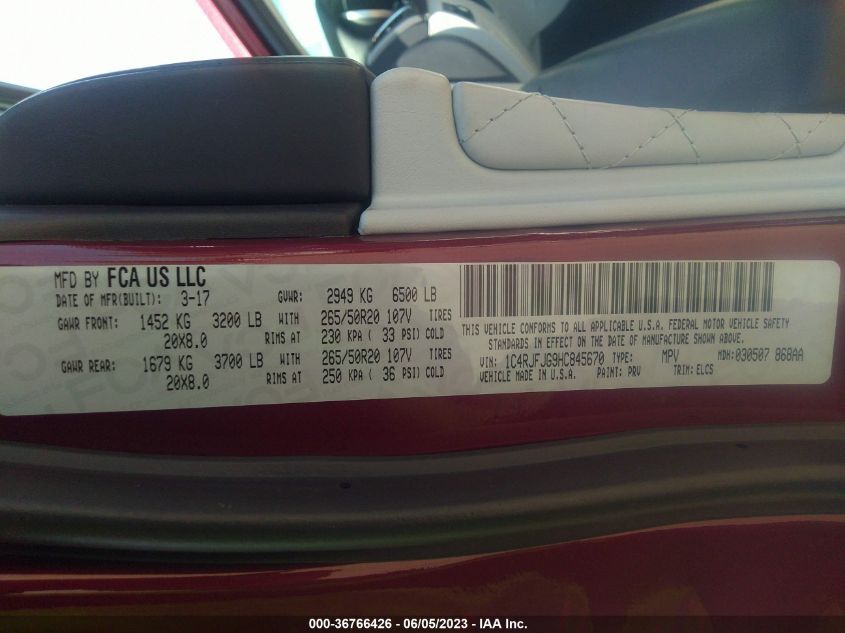 MFD BY FCA US LLC
DATE OF MFR(BUILT): 3-17 GVWR: 2949 KG 6500 LB
GAWR FRONT: 1452 KG 3200 LB WITH 265/50R20 107V TIRES
20X8.0 RIMS AT 230 KPA ( 33 PSI) COLD
GAWR REAR: 1679 KG 3700 LB WITH 265/50R20 107V TIRES
20X8.0 RIMS AT 250 KPA ( 36 PSI) COLD
THIS VEHICLE CONFORMS TO ALL APPLICABLE U.S.A. FEDERAL MOTOR VEHICLE SAFETY
STANDARDS IN EFFECT ON THE DATE OF MANUFACTURE SHOWN ABOVE.
VIN: 1C4RJFJG9HC845670 TYPE: MPV MDH:030507 868AA
VEHICLE MADE IN U.S.A. PAINT: PRV TRIM: ELCS
000-36766426 - 06/05/2023 - IAA Inc.